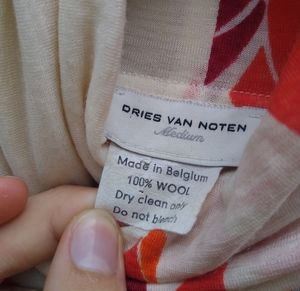 DRIES VAN NOTEN
Medium
Made in Belgium
100% WOOL
Dry clean only
Do not bleach